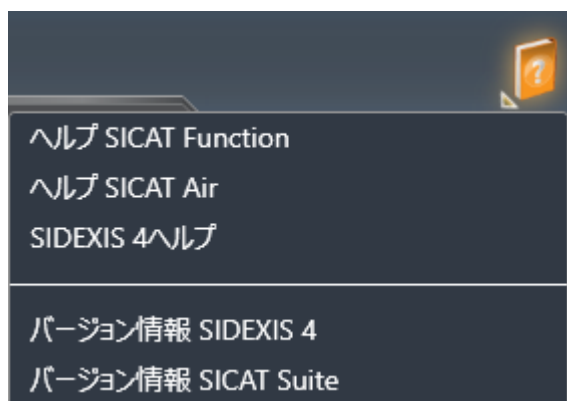 ヘルプ SICAT Function
ヘルプ SICAT Air
SIDEXIS 4ヘルプ
バージョン情報 SIDEXIS 4
バージョン情報 SICAT Suite